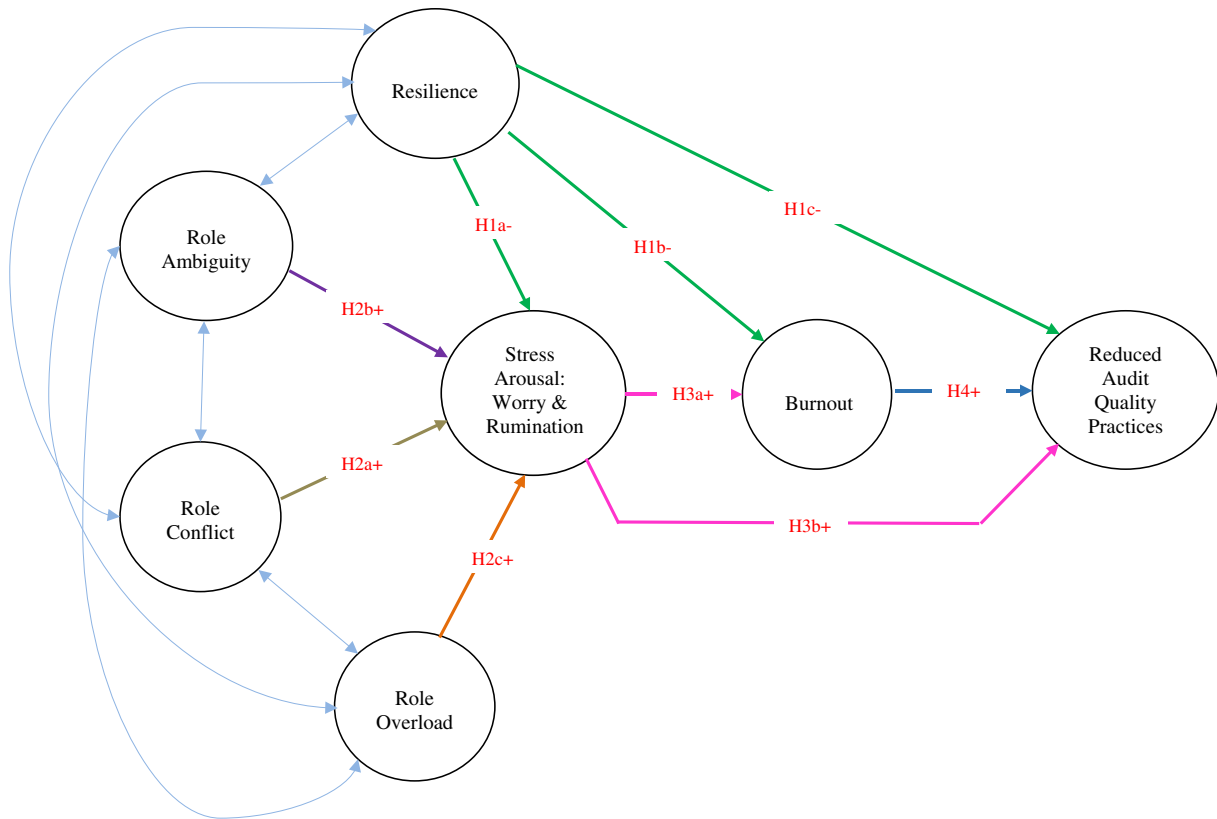 Resilience
H1a-
H1b-
H1c-
Role
Ambiguity
H2b+
Stress
Arousal:
Worry &
Rumination
H3a+
Burnout
H4+
Reduced
Audit
Quality
Practices
H2a+
Role
Conflict
H3b+
H2c+
Role
Overload